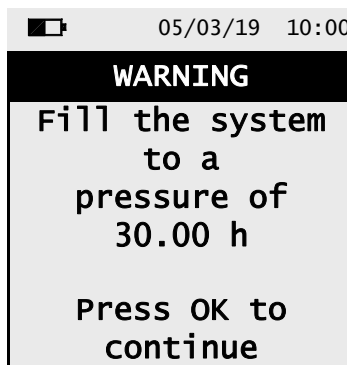 05/03/19 10:00
WARNING
Fill the system
to a
pressure of
30.00 h
Press OK to
continue